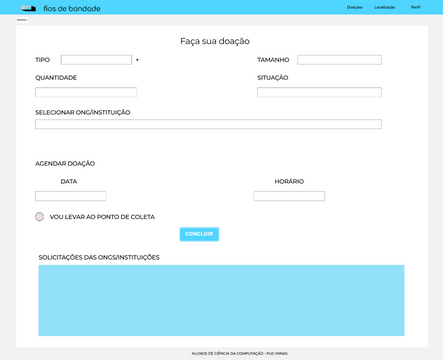 fios de bondade
Doações Localização Perfil
Faça sua doação
TIPO TAMANHO
QUANTIDADE SITUAÇÃO
SELECIONAR ONG/INSTITUIÇÃO
AGENDAR DOAÇÃO
DATA HORÁRIO
VOU LEVAR AO PONTO DE COLETA
CONCLUIR
SOLICITAÇÕES DAS ONGS/INSTITUIÇÕES
ALUNOS DE CIÊNCIA DA COMPUTAÇÃO - PUC MINAS